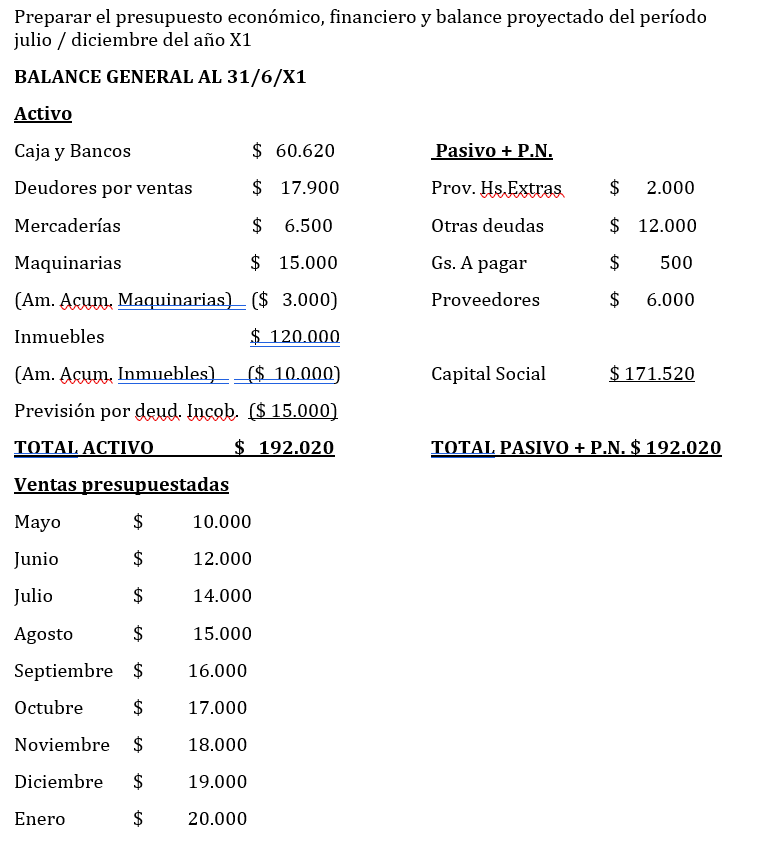 Preparar el presupuesto económico, financiero y balance proyectado del período
julio / diciembre del año X1
BALANCE GENERAL AL 31/6/X1
Activo
Caja y Bancos $ 60.620 Pasivo + P.N.
Deudores por ventas $ 17.900 Prov. Hs.Extras $ 2.000
Mercaderías $ 6.500 Otras deudas $ 12.000
Maquinarias $ 15.000 Gs. A pagar $ 500
(Am. Acum. Maquinarias) ($ 3.000) Proveedores $ 6.000
Inmuebles $ 120.000
(Am. Acum. Inmuebles) ($ 10.000) Capital Social $ 171.520
Previsión por deud. Incob. ($ 15.000)
TOTAL ACTIVO $ 192.020 TOTAL PASIVO + P.N. $ 192.020
Ventas presupuestadas
Mayo $ 10.000
Junio $ 12.000
Julio $ 14.000
Agosto $ 15.000
Septiembre $ 16.000
Octubre $ 17.000
Noviembre $ 18.000
Diciembre $ 19.000
Enero $ 20.000